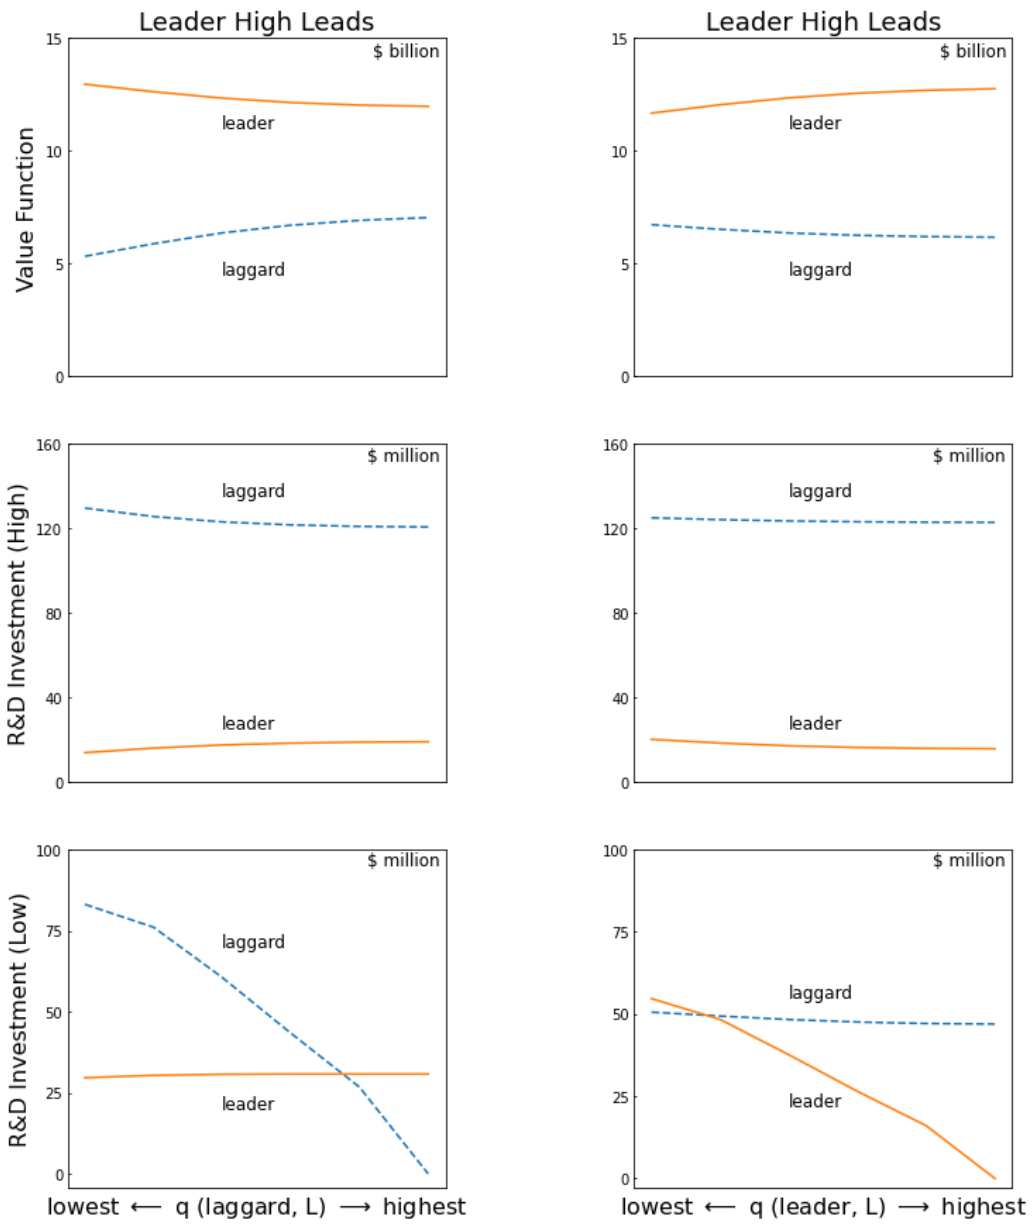 Leader High Leads
Leader High Leads
15
$ billion
leader
10
Value Function
laggard
5
0
15
$ billion
leader
10
laggard
5
0
160
$ million
laggard
120
R&D Investment (High)
80
40
leader
0
160
$ million
laggard
120
80
40
leader
0
100
$ million
laggard
75
R&D Investment (Low)
50
25
leader
0
lowest ⟵ q (laggard, L) ⟶ highest
100
$ million
75
laggard
50
leader
25
0
lowest ⟵ q (leader, L) ⟶ highest